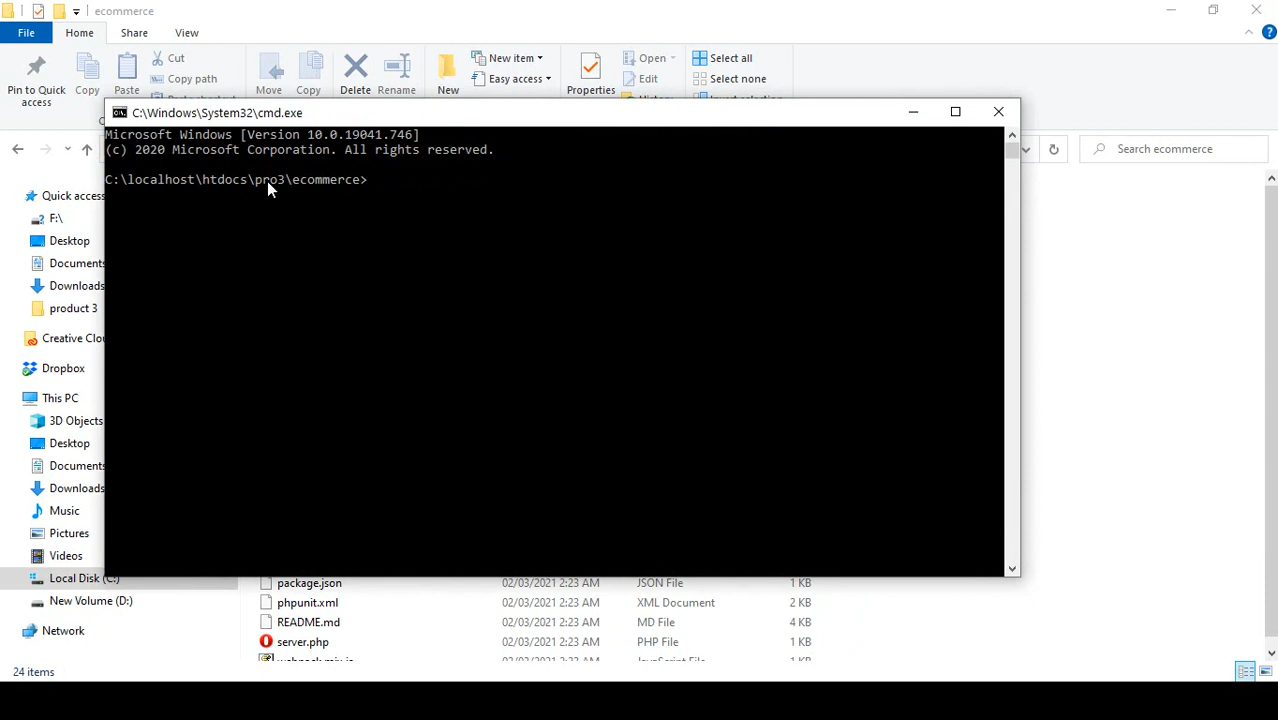 ecommerce
File Home Share View
Pin to Quick access
Copy
Paste
Cut
Copy path
Move
Copy
Delete
Rename
New
New item
Easy access
Properties
Open
Edit
Select all
Select none
Search ecommerce
C:\Windows\System32\cmd.exe
Microsoft Windows [Version 10.0.19041.746]
(c) 2020 Microsoft Corporation. All rights reserved.
C:\localhost\htdocs\pro3\ecommerce>
Quick access
F:\
Desktop
Documents
Downloads
product 3
Creative Clou
Dropbox
This PC
3D Objects
Desktop
Documents
Downloads
Music
Pictures
Videos
Local Disk (C:)
New Volume (D:)
Network
package.json 02/03/2021 2:23 AM JSON File 1 KB
phpunit.xml 02/03/2021 2:23 AM XML Document 2 KB
README.md 02/03/2021 2:23 AM MD File 4 KB
server.php 02/03/2021 2:23 AM PHP File 1 KB
24 items